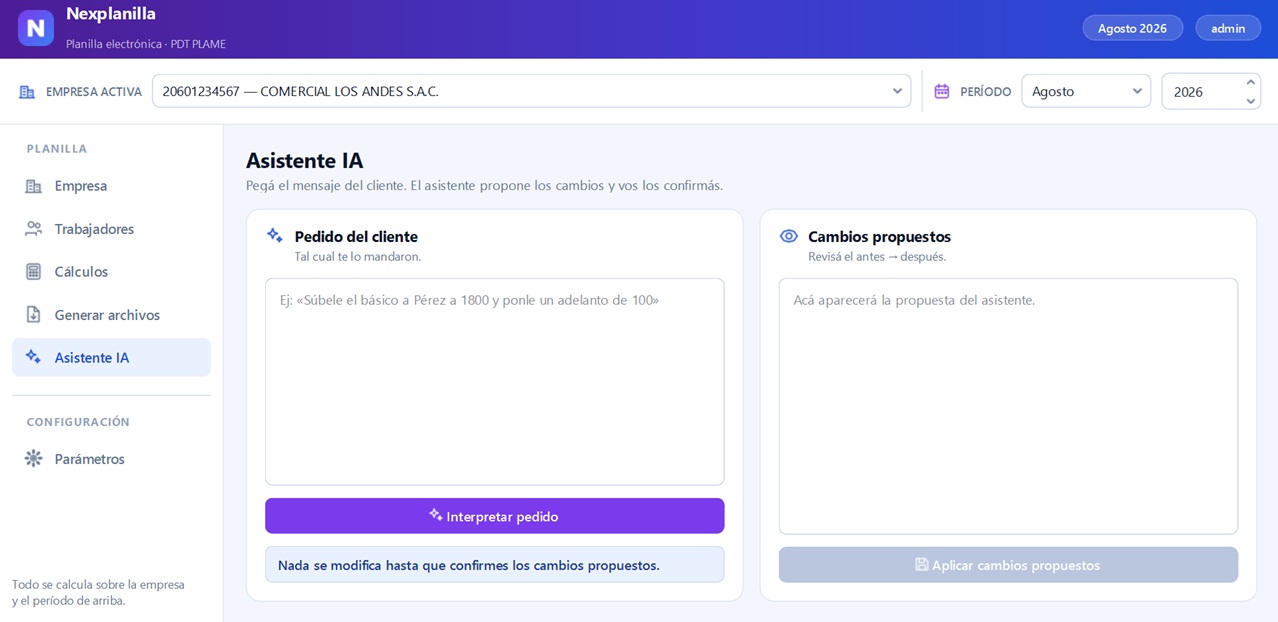 N
Nexplanilla
Planilla electrónica · PDT PLAME
Agosto 2026
admin
EMPRESA ACTIVA
20601234567 — COMERCIAL LOS ANDES S.A.C.
PERÍODO
Agosto
2026
PLANILLA
Empresa
Trabajadores
Cálculos
Generar archivos
Asistente IA
CONFIGURACIÓN
Parámetros
Todo se calcula sobre la empresa
y el período de arriba.
Asistente IA
Pegá el mensaje del cliente. El asistente propone los cambios y vos los confirmás.
Pedido del cliente
Tal cual te lo mandaron.
Ej: «Súbele el básico a Pérez a 1800 y ponle un adelanto de 100»
Interpretar pedido
Nada se modifica hasta que confirmes los cambios propuestos.
Cambios propuestos
Revisá el antes → después.
Acá aparecerá la propuesta del asistente.
Aplicar cambios propuestos